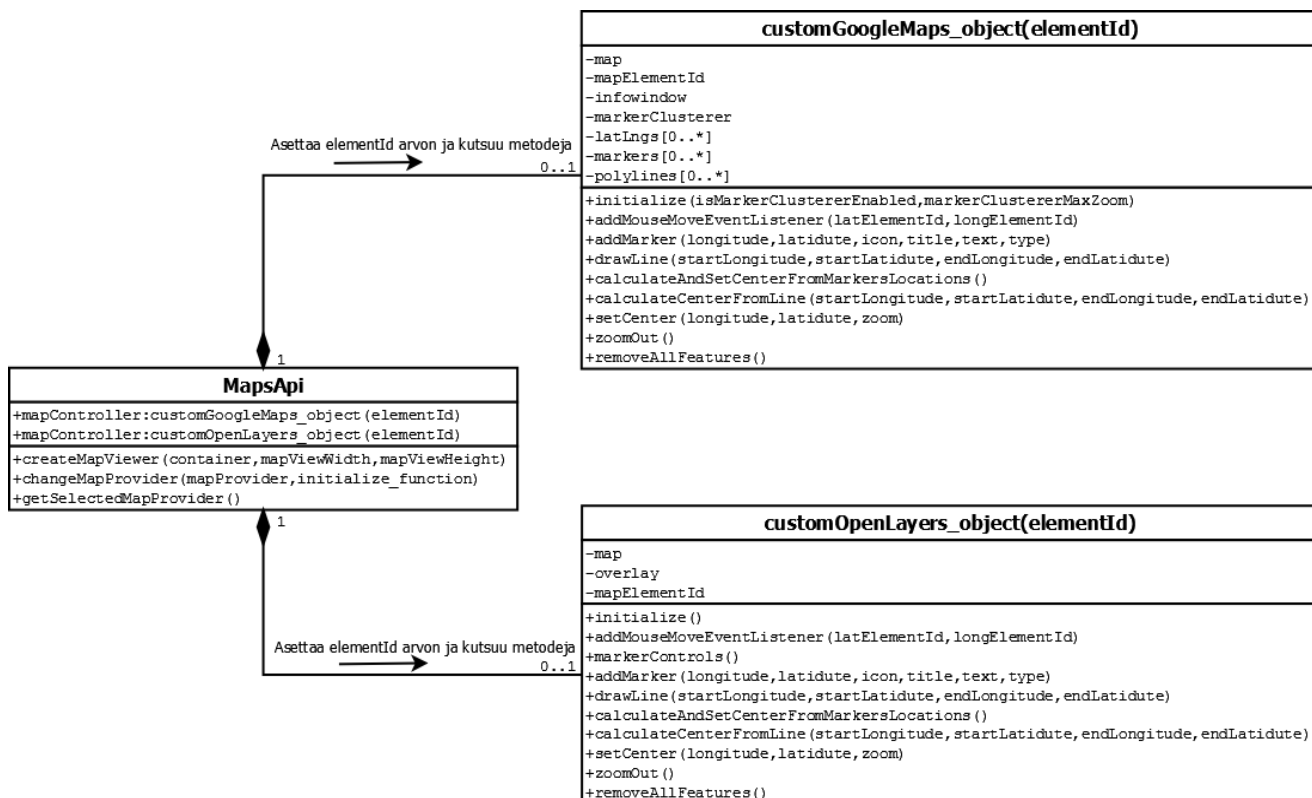 customGoogleMaps_object(elementId)
-map
-mapElementId
-infowindow
-markerClusterer
-latLngs[0..*]
-markers[0..*]
-polylines[0..*]
+initialize(isMarkerClustererEnabled,markerClustererMaxZoom)
+addMouseMoveEventListener(latElementId,longElementId)
+addMarker(longitude,latidute,icon,title,text,type)
+drawLine(startLongitude,startLatidute,endLongitude,endLatidute)
+calculateAndSetCenterFromMarkersLocations()
+calculateCenterFromLine(startLongitude,startLatidute,endLongitude,endLatidute)
+setCenter(longitude,latidute,zoom)
+zoomOut()
+removeAllFeatures()
Asettaa elementId arvon ja kutsuu metodeja
0..1
1
MapsApi
+mapController:customGoogleMaps_object(elementId)
+mapController:customOpenLayers_object(elementId)
+createMapViewer(container,mapViewWidth,mapViewHeight)
+changeMapProvider(mapProvider,initialize_function)
+getSelectedMapProvider()
1
Asettaa elementId arvon ja kutsuu metodeja
0..1
customOpenLayers_object(elementId)
-map
-overlay
-mapElementId
+initialize()
+addMouseMoveEventListener(latElementId,longElementId)
+markerControls()
+addMarker(longitude,latidute,icon,title,text,type)
+drawLine(startLongitude,startLatidute,endLongitude,endLatidute)
+calculateAndSetCenterFromMarkersLocations()
+calculateCenterFromLine(startLongitude,startLatidute,endLongitude,endLatidute)
+setCenter(longitude,latidute,zoom)
+zoomOut()
+removeAllFeatures()